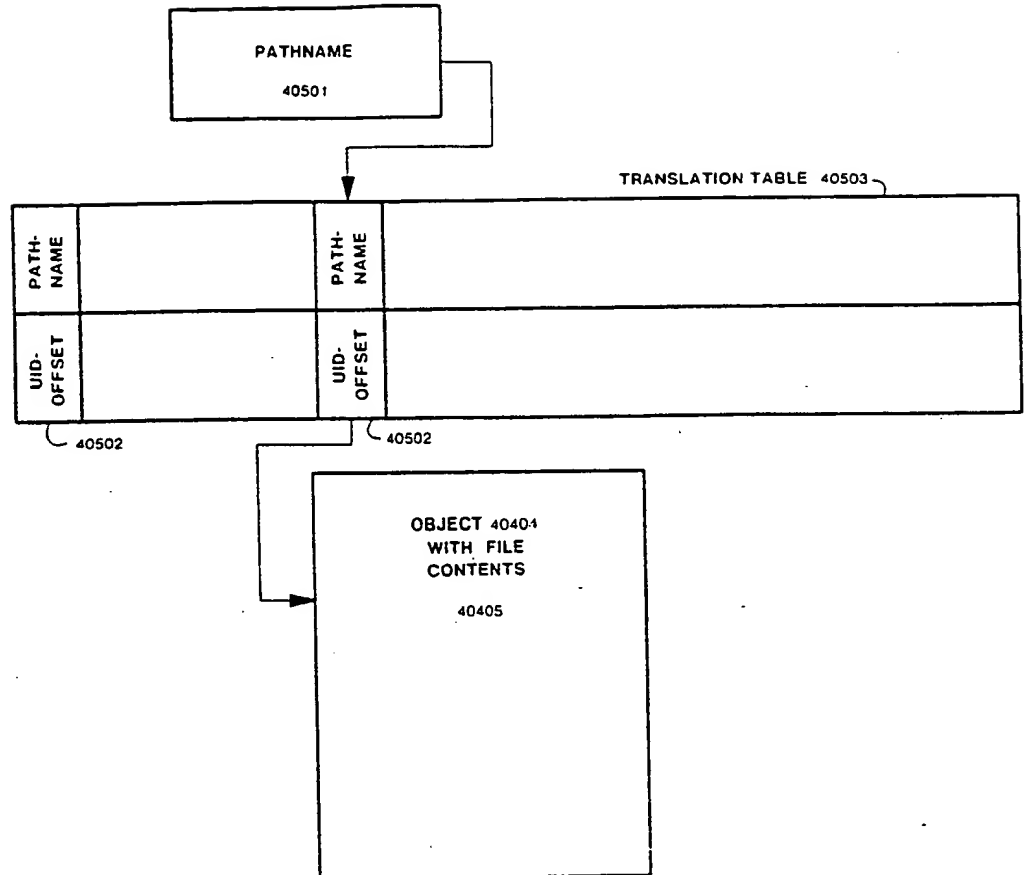 PATHNAME
40501
TRANSLATION TABLE 40503
PATH-
NAME
PATH-
NAME
UID-
OFFSET
UID-
OFFSET
40502
40502
OBJECT 40404
WITH FILE
CONTENTS
40405